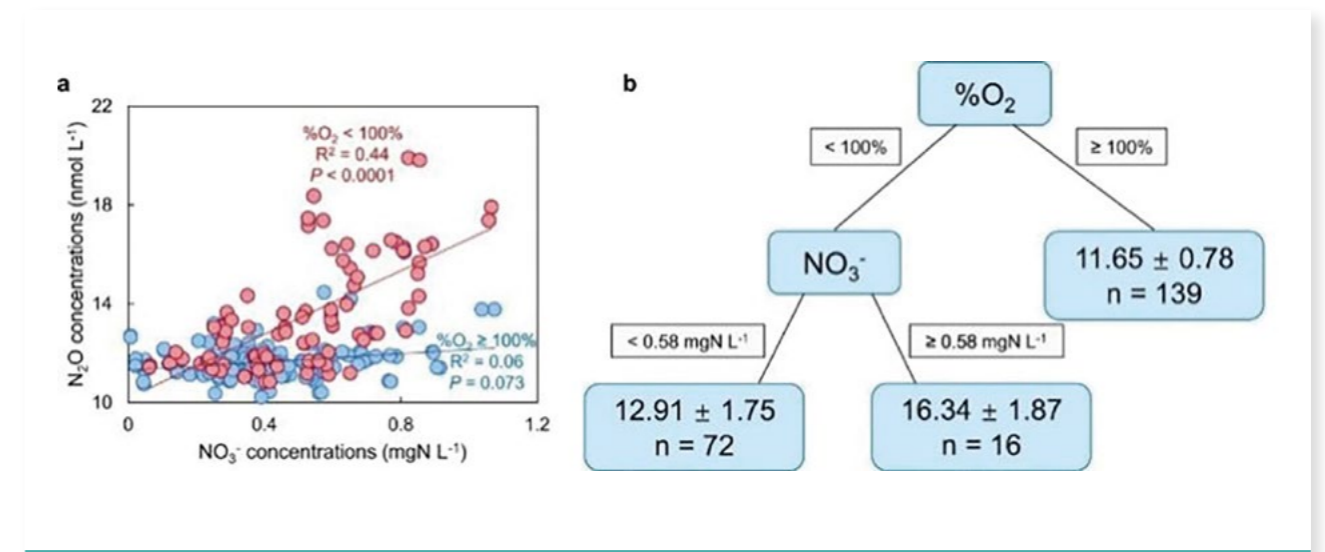 a
22
18
14
10
N₂O concentrations (nmol L⁻¹)
%O₂ < 100%
R² = 0.44
P < 0.0001
%O₂ ≥ 100%
R² = 0.06
P = 0.073
0
0.4
0.8
1.2
NO₃⁻ concentrations (mgN L⁻¹)
b
%O₂
< 100%
≥ 100%
NO₃⁻
11.65 ± 0.78
n = 139
< 0.58 mgN L⁻¹
≥ 0.58 mgN L⁻¹
12.91 ± 1.75
n = 72
16.34 ± 1.87
n = 16